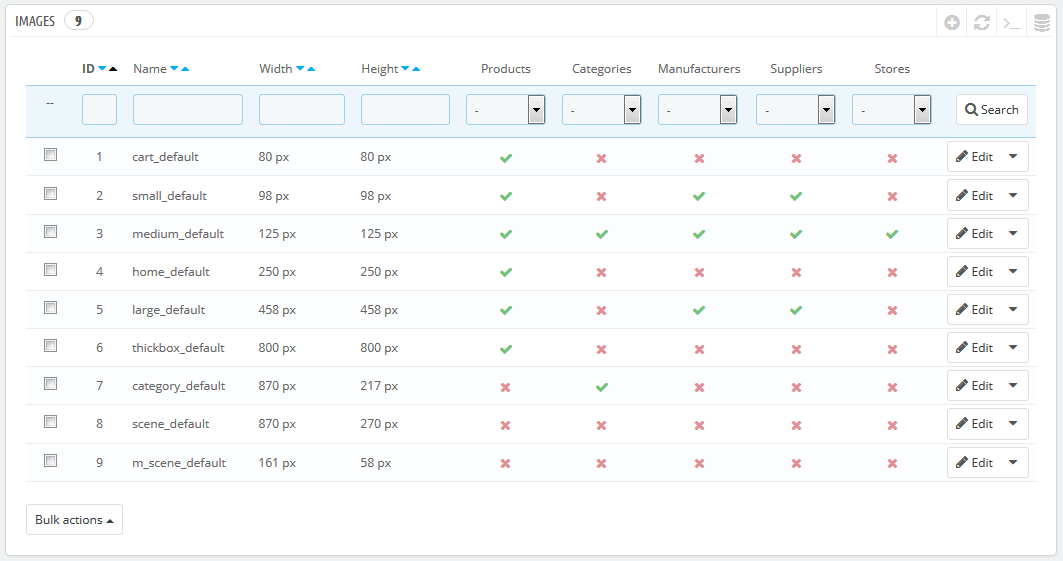 IMAGES 9
ID Name Width Height Products Categories Manufacturers Suppliers Stores
-- - - - - - Search
1 cart_default 80 px 80 px Edit
2 small_default 98 px 98 px Edit
3 medium_default 125 px 125 px Edit
4 home_default 250 px 250 px Edit
5 large_default 458 px 458 px Edit
6 thickbox_default 800 px 800 px Edit
7 category_default 870 px 217 px Edit
8 scene_default 870 px 270 px Edit
9 m_scene_default 161 px 58 px Edit
Bulk actions